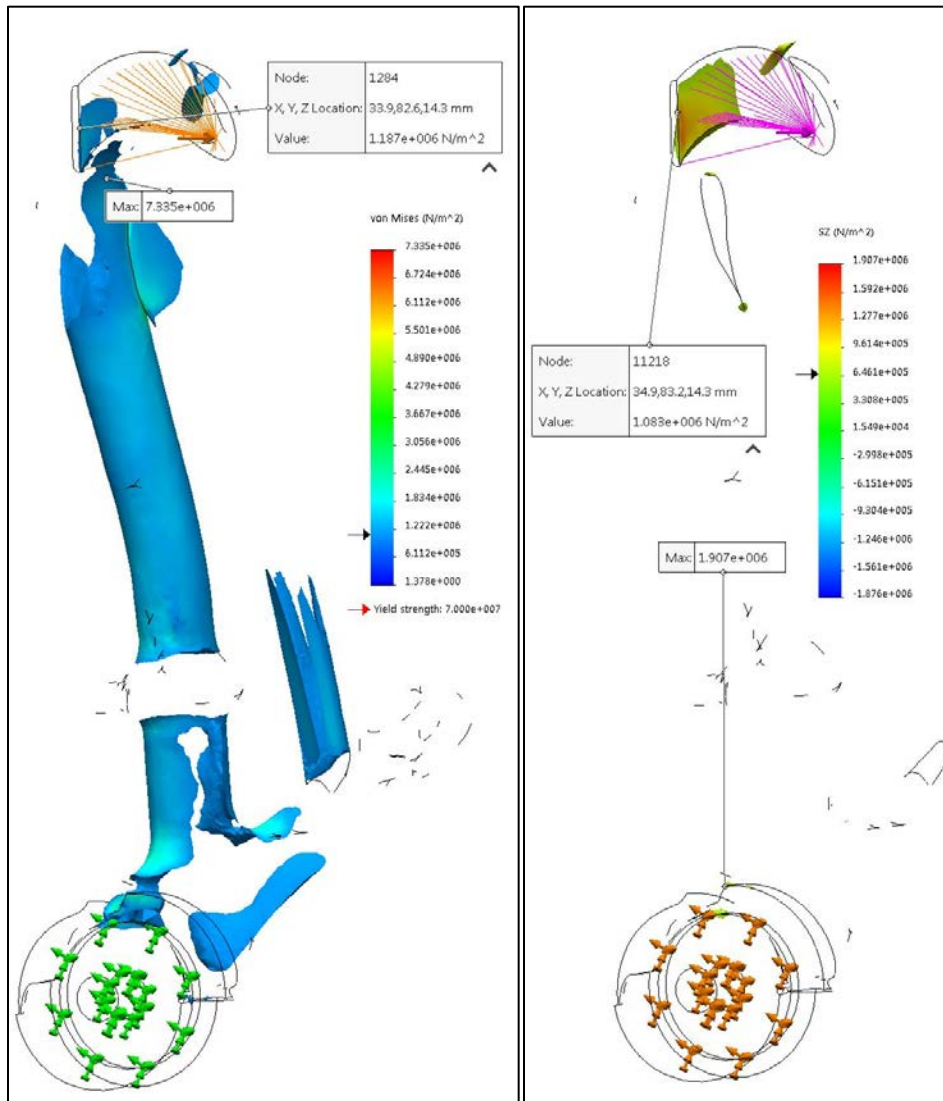 Node: 1284
X, Y, Z Location: 33.9,82.6,14.3 mm
Value: 1.187e+006 N/m^2
Max: 7.335e+006
von Mises (N/m^2)
7.335e+006
6.724e+006
6.112e+006
5.501e+006
4.890e+006
4.279e+006
3.667e+006
3.056e+006
2.445e+006
1.834e+006
1.222e+006
6.112e+005
1.378e+000
Yield strength: 7.000e+007
SZ (N/m^2)
1.907e+006
1.592e+006
1.277e+006
9.614e+005
6.461e+005
3.308e+005
1.549e+004
-2.998e+005
-6.151e+005
-9.304e+005
-1.246e+006
-1.561e+006
-1.876e+006
Node: 11218
X, Y, Z Location: 34.9,83.2,14.3 mm
Value: 1.083e+006 N/m^2
Max: 1.907e+006